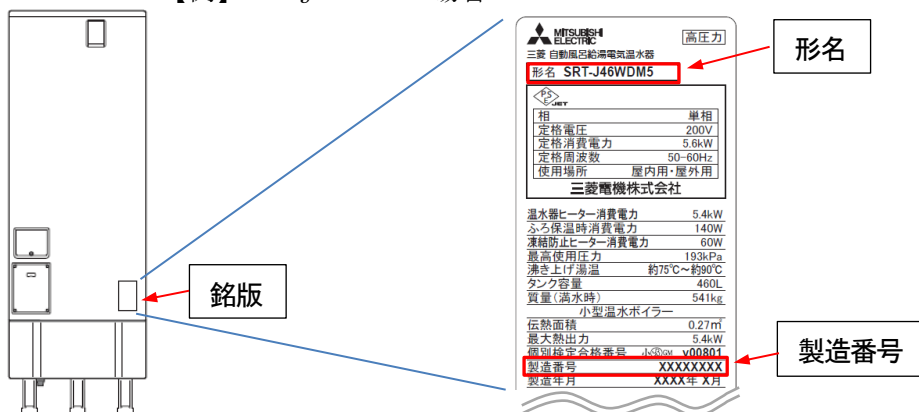 MITSUBISHI
ELECTRIC
高圧力
三菱 自動風呂給湯電気温水器
形名 SRT-J46WDM5
形名
PS
E JET
相 単相
定格電圧 200V
定格消費電力 5.6kW
定格周波数 50-60Hz
使用場所 屋内用・屋外用
三菱電機株式会社
温水器ヒーター消費電力 5.4kW
ふろ保温時消費電力 140W
凍結防止ヒーター消費電力 60W
最高使用圧力 193kPa
沸き上げ湯温 約75℃~約90℃
タンク容量 460L
質量(満水時) 541kg
小型温水ボイラー
伝熱面積 0.27㎡
最大熱出力 5.4kW
個別検定合格番号 V00801
製造番号 XXXXXXXX
製造年月 XXXX年 X月
銘版
製造番号